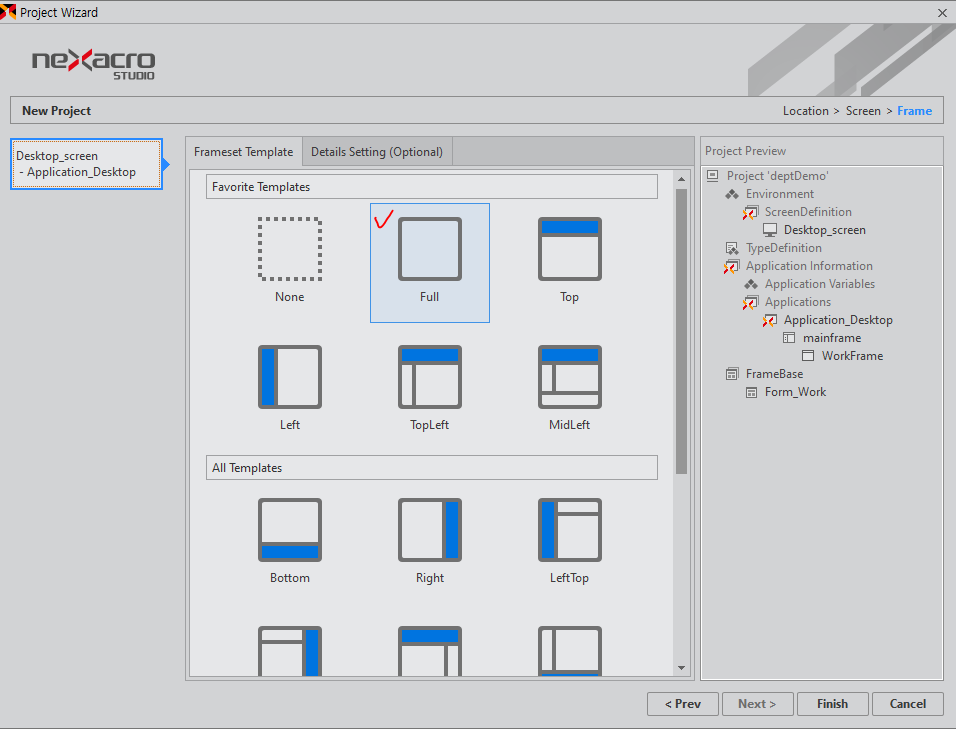 Project Wizard
nexacro
STUDIO
New Project
Location > Screen > Frame
Desktop_screen
- Application_Desktop
Frameset Template
Details Setting (Optional)
Favorite Templates
None
Full
Top
Left
TopLeft
MidLeft
All Templates
Bottom
Right
LeftTop
Project Preview
Project 'deptDemo'
Environment
ScreenDefinition
Desktop_screen
TypeDefinition
Application Information
Application Variables
Applications
Application_Desktop
mainframe
WorkFrame
FrameBase
Form_Work
< Prev
Next >
Finish
Cancel